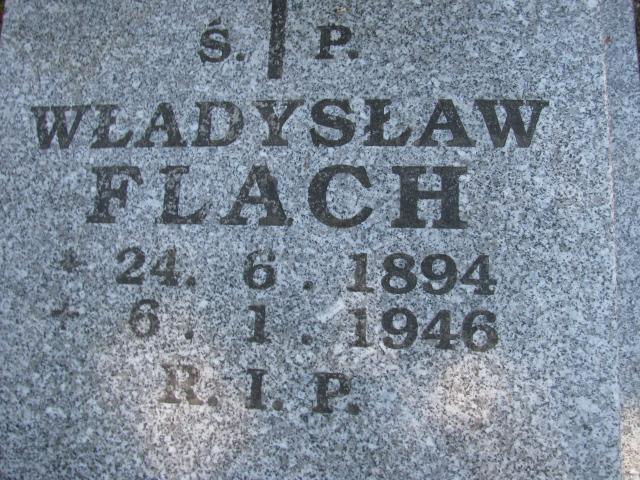 Ś. P.
WŁADYSŁAW
FLACH
* 24. 6. 1894
+ 6. 1. 1946
R. I. P.